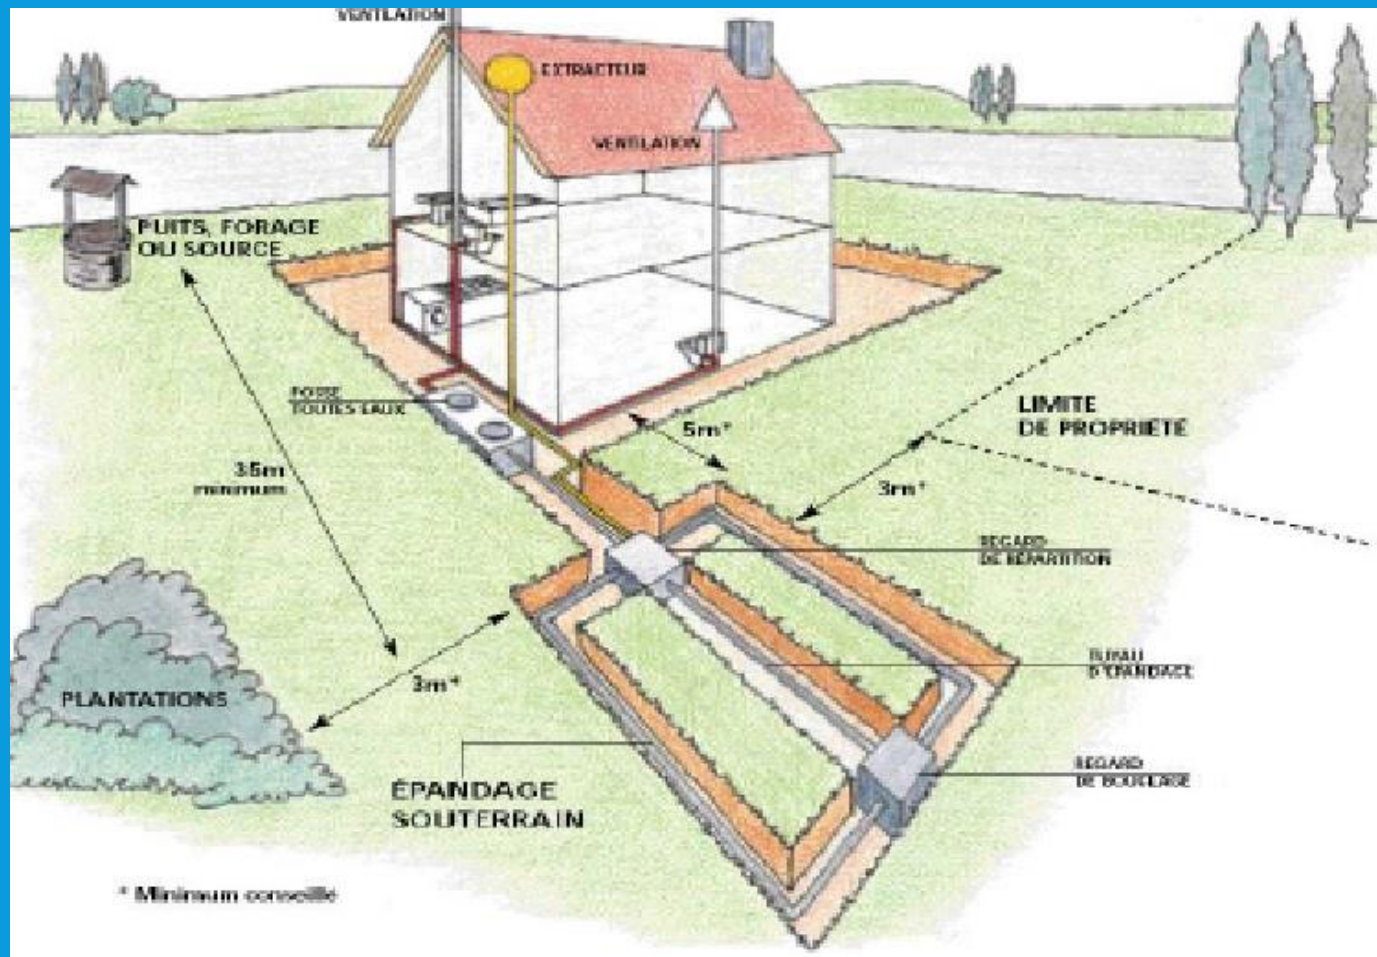 VENTILATION
EXTRACTEUR
VENTILATION
PUITS, FORAGE
OU SOURCE
FOSSE
TOUTES EAUX
5m*
LIMITE
DE PROPRIÉTÉ
35m
minimum
3m*
REGARD
DE RÉPARTITION
TUYAU
D'ÉPANDAGE
3m*
PLANTATIONS
REGARD
DE BOUCLAGE
ÉPANDAGE
SOUTERRAIN
* Minimum conseillé